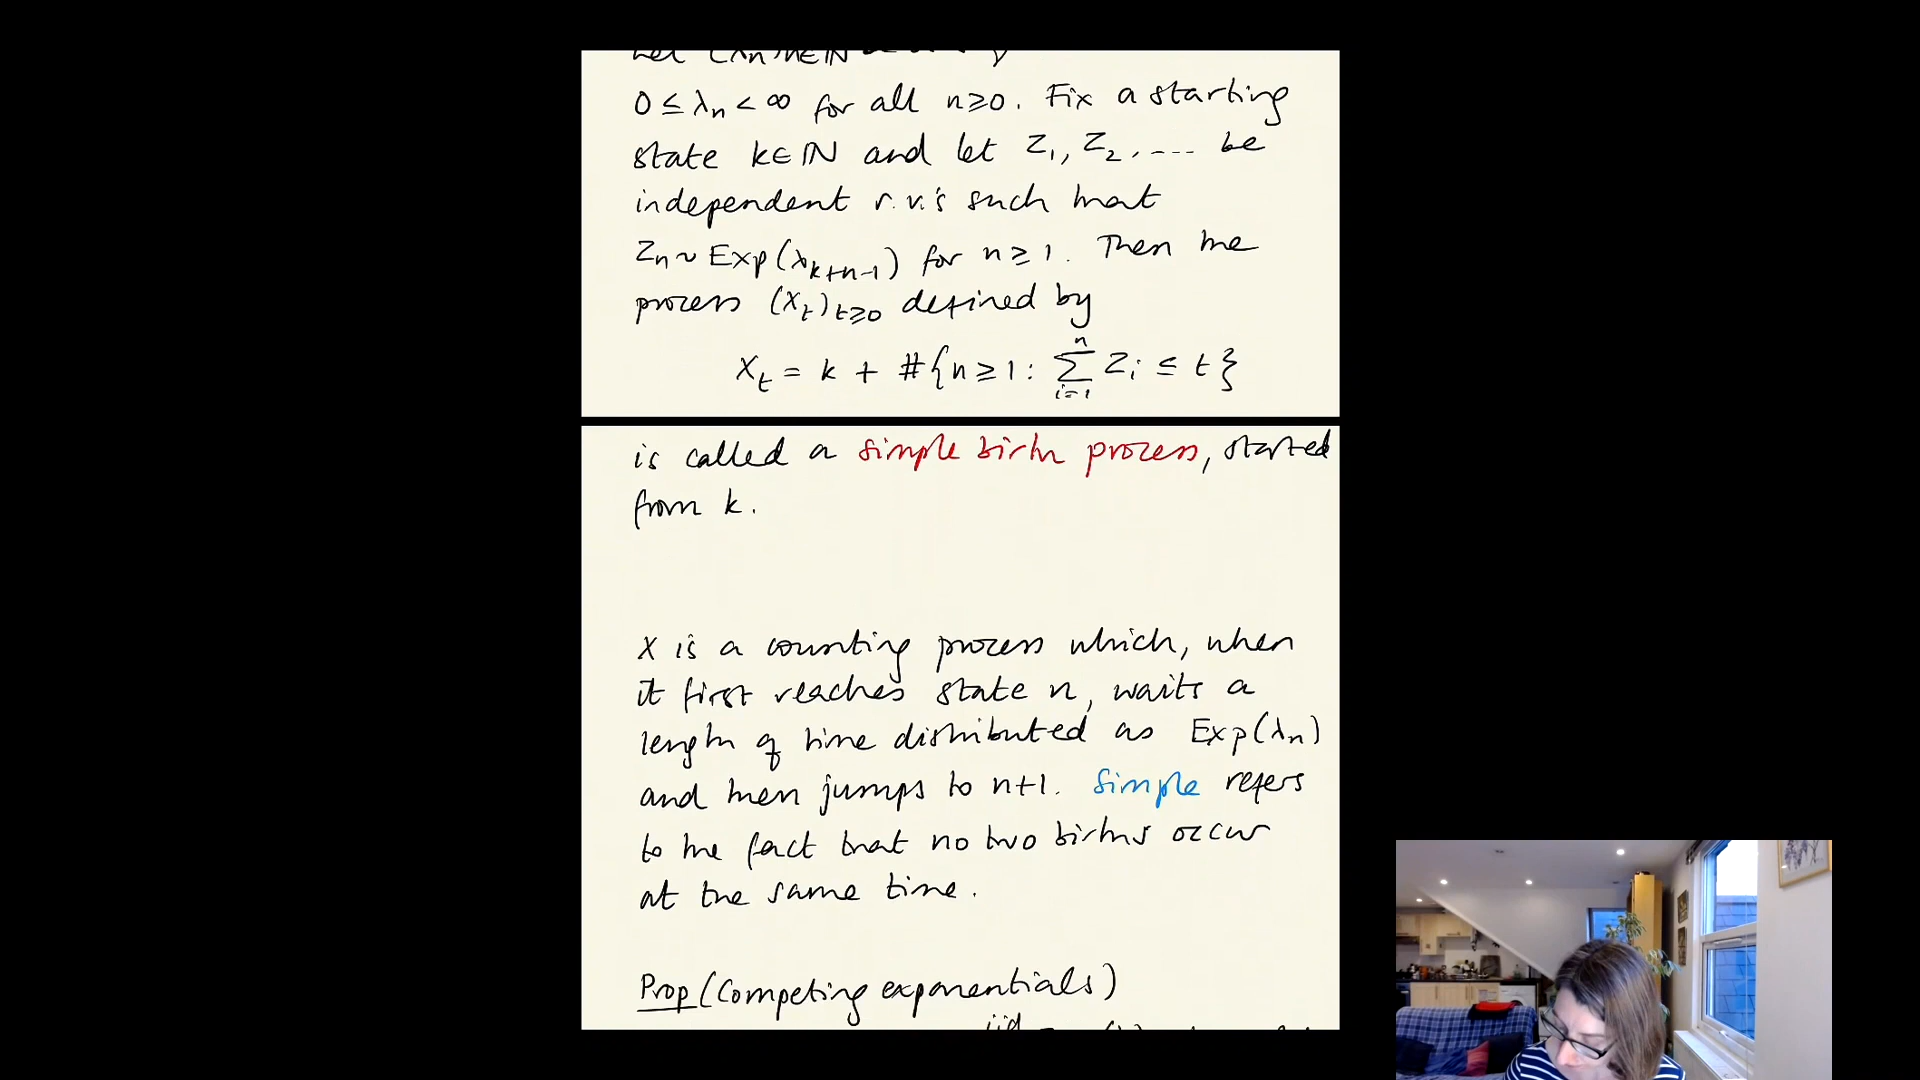 0 ≤ λn < ∞ for all n≥0. Fix a starting
state k∈ℕ and let Z1, Z2, .... be
independent r.v.'s such that
Zn ~ Exp(λk+n-1) for n≥1. Then the
process (Xt)t≥0 defined by
Xt = k + #{n≥1: ∑i=1n Zi ≤ t}
is called a simple birth process, started
from k.
X is a counting process which, when
it first reaches state n, waits a
length of time distributed as Exp(λn)
and then jumps to n+1. Simple refers
to the fact that no two births occur
at the same time.
Prop (Competing exponentials)